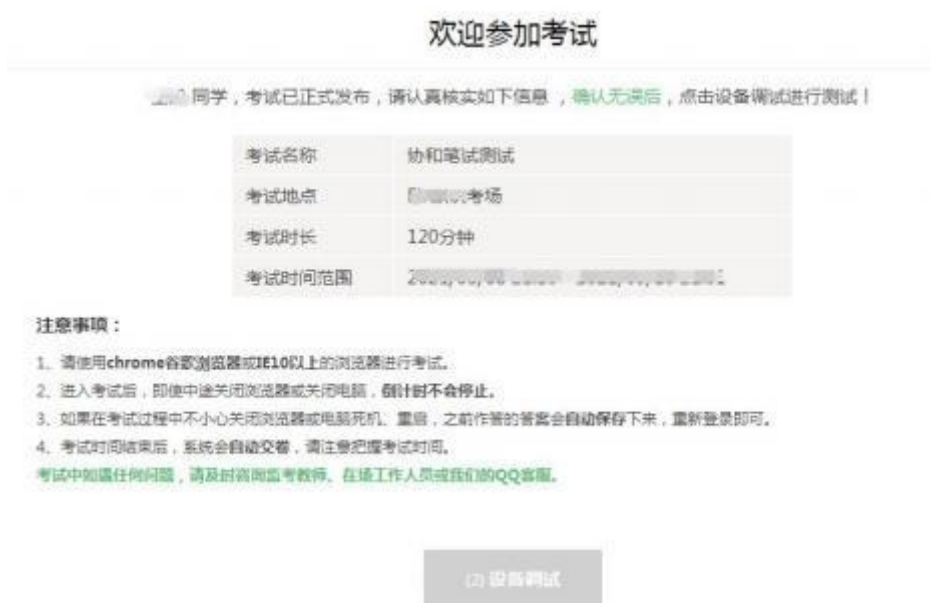 欢迎参加考试
同学，考试已正式发布，请认真核实如下信息，确认无误后，点击设备调试进行测试！
考试名称 协和笔试测试
考试地点 考场
考试时长 120分钟
考试时间范围
注意事项：
1、请使用chrome谷歌浏览器或IE10以上的浏览器进行考试。
2、进入考试后，即使中途关闭浏览器或关闭电脑，倒计时不会停止。
3、如果在考试过程中不小心关闭浏览器或电脑死机、重启，之前作答的答案会自动保存下来，重新登录即可。
4、考试时间结束后，系统会自动交卷，请注意把握考试时间。
考试中如遇任何问题，请及时咨询监考教师、在场工作人员或我们的QQ客服。
(2) 设备调试